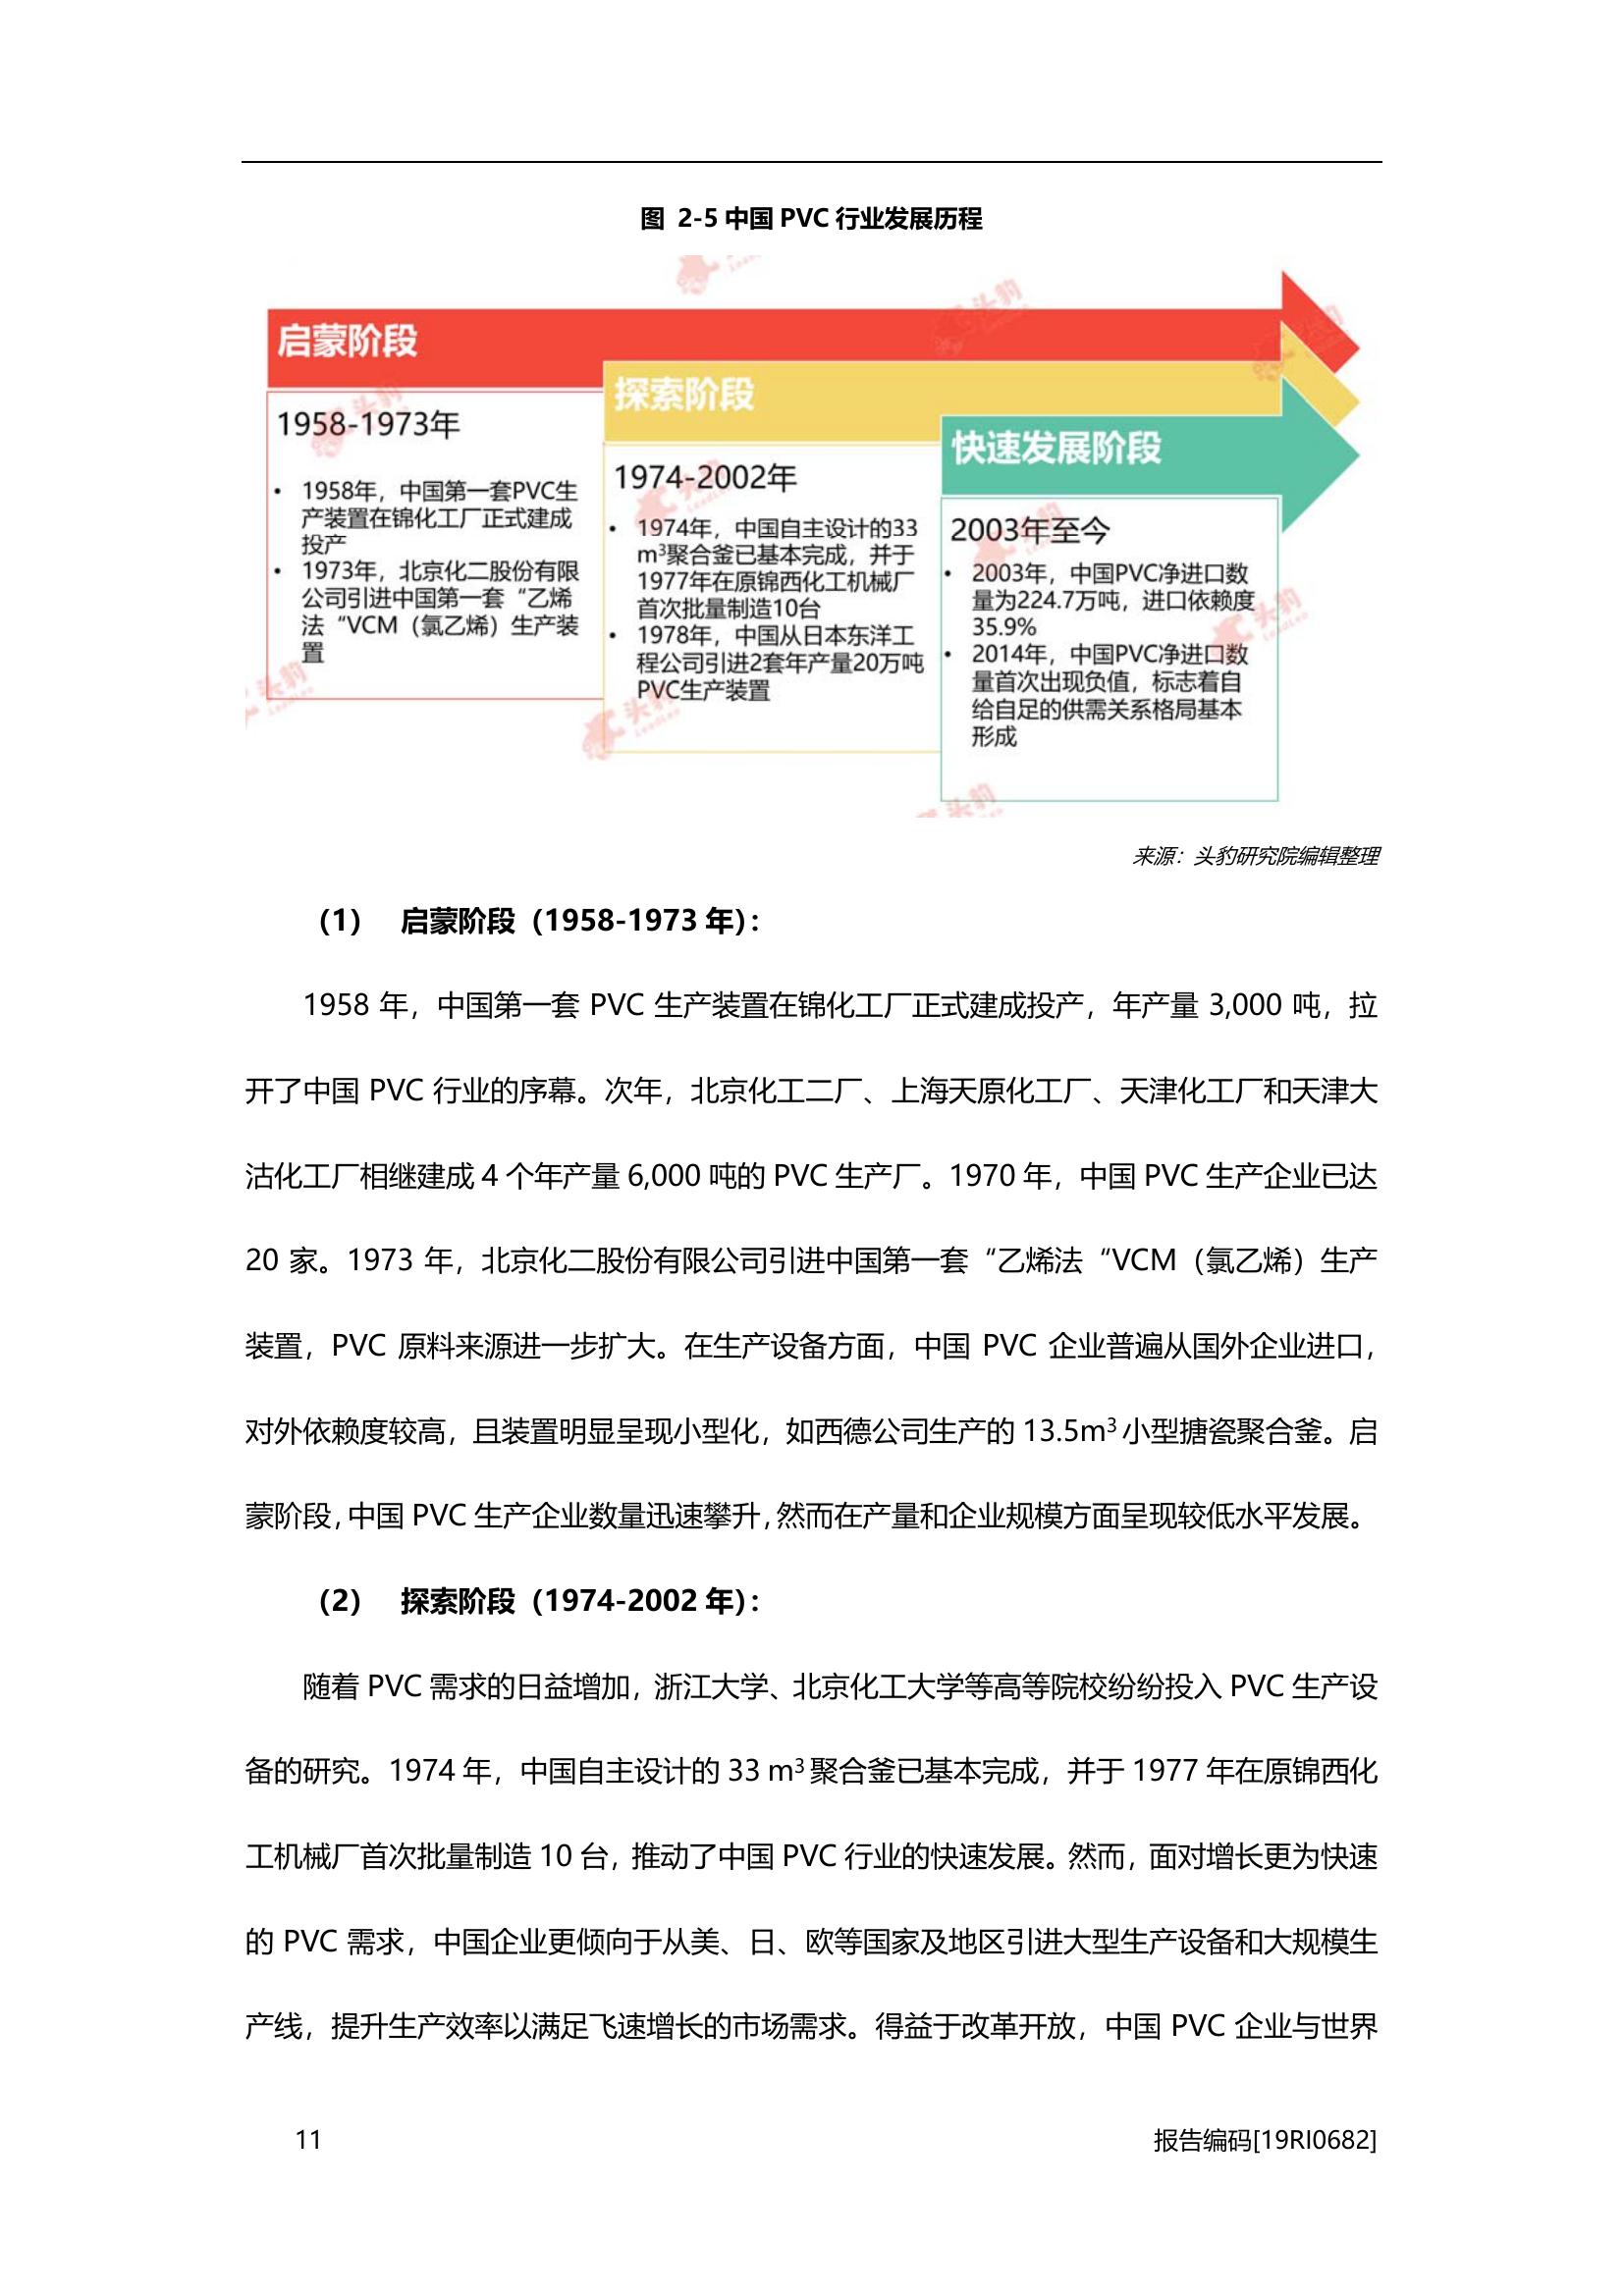 图 2-5 中国 PVC 行业发展历程
启蒙阶段
1958-1973年
• 1958年，中国第一套PVC生
产装置在锦化工厂正式建成
投产
• 1973年，北京化二股份有限
公司引进中国第一套“乙烯
法“VCM（氯乙烯）生产装
置
探索阶段
1974-2002年
• 1974年，中国自主设计的33
m³聚合釜已基本完成，并于
1977年在原锦西化工机械厂
首次批量制造10台
• 1978年，中国从日本东洋工
程公司引进2套年产量20万吨
PVC生产装置
快速发展阶段
2003年至今
• 2003年，中国PVC净进口数
量为224.7万吨，进口依赖度
35.9%
• 2014年，中国PVC净进口数
量首次出现负值，标志着自
给自足的供需关系格局基本
形成
来源：头豹研究院编辑整理
（1） 启蒙阶段（1958-1973 年）：
1958 年，中国第一套 PVC 生产装置在锦化工厂正式建成投产，年产量 3,000 吨，拉
开了中国 PVC 行业的序幕。次年，北京化工二厂、上海天原化工厂、天津化工厂和天津大
沽化工厂相继建成 4 个年产量 6,000 吨的 PVC 生产厂。1970 年，中国 PVC 生产企业已达
20 家。1973 年，北京化二股份有限公司引进中国第一套“乙烯法“VCM（氯乙烯）生产
装置，PVC 原料来源进一步扩大。在生产设备方面，中国 PVC 企业普遍从国外企业进口，
对外依赖度较高，且装置明显呈现小型化，如西德公司生产的 13.5m³ 小型搪瓷聚合釜。启
蒙阶段，中国 PVC 生产企业数量迅速攀升，然而在产量和企业规模方面呈现较低水平发展。
（2） 探索阶段（1974-2002 年）：
随着 PVC 需求的日益增加，浙江大学、北京化工大学等高等院校纷纷投入 PVC 生产设
备的研究。1974 年，中国自主设计的 33 m³ 聚合釜已基本完成，并于 1977 年在原锦西化
工机械厂首次批量制造 10 台，推动了中国 PVC 行业的快速发展。然而，面对增长更为快速
的 PVC 需求，中国企业更倾向于从美、日、欧等国家及地区引进大型生产设备和大规模生
产线，提升生产效率以满足飞速增长的市场需求。得益于改革开放，中国 PVC 企业与世界
11
报告编码[19RI0682]